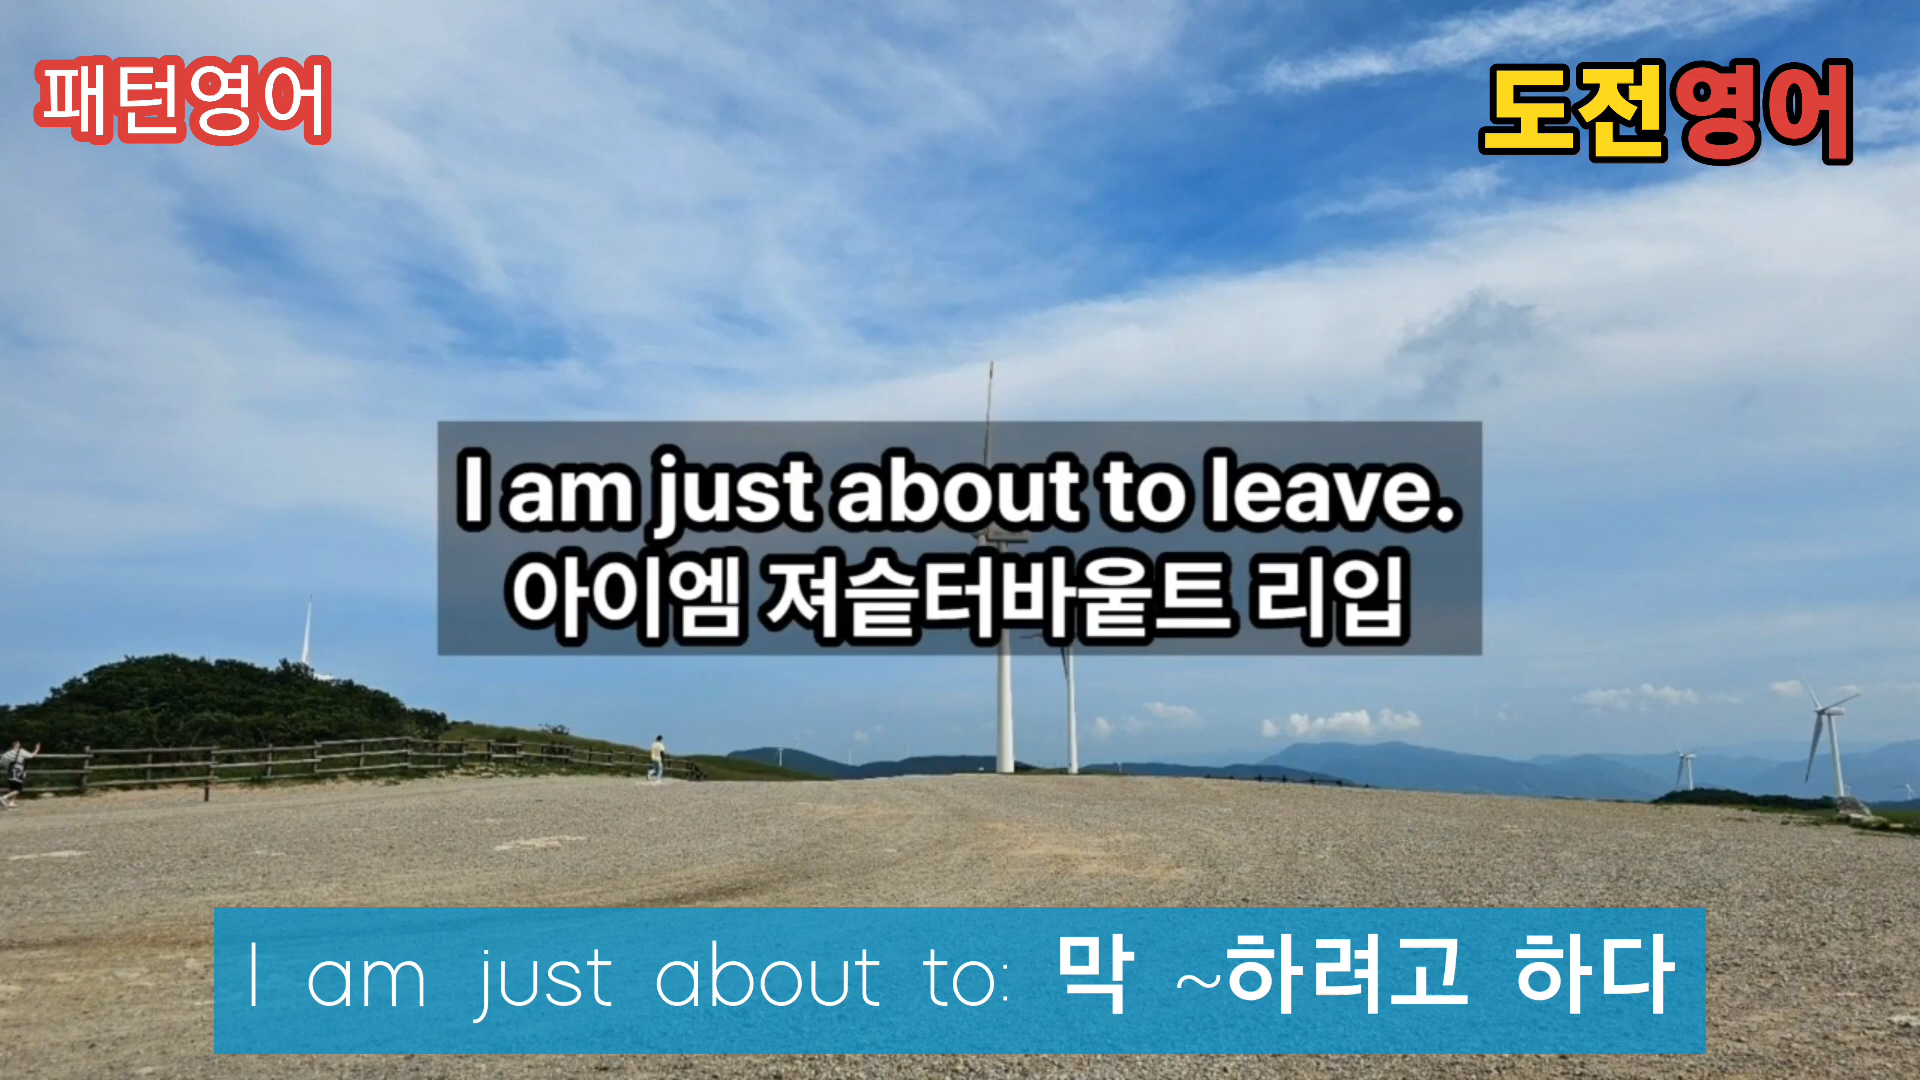 패턴영어
도전영어
I am just about to leave.
아이엠 져슽터바웉트 리입
I am just about to: 막 ~하려고 하다